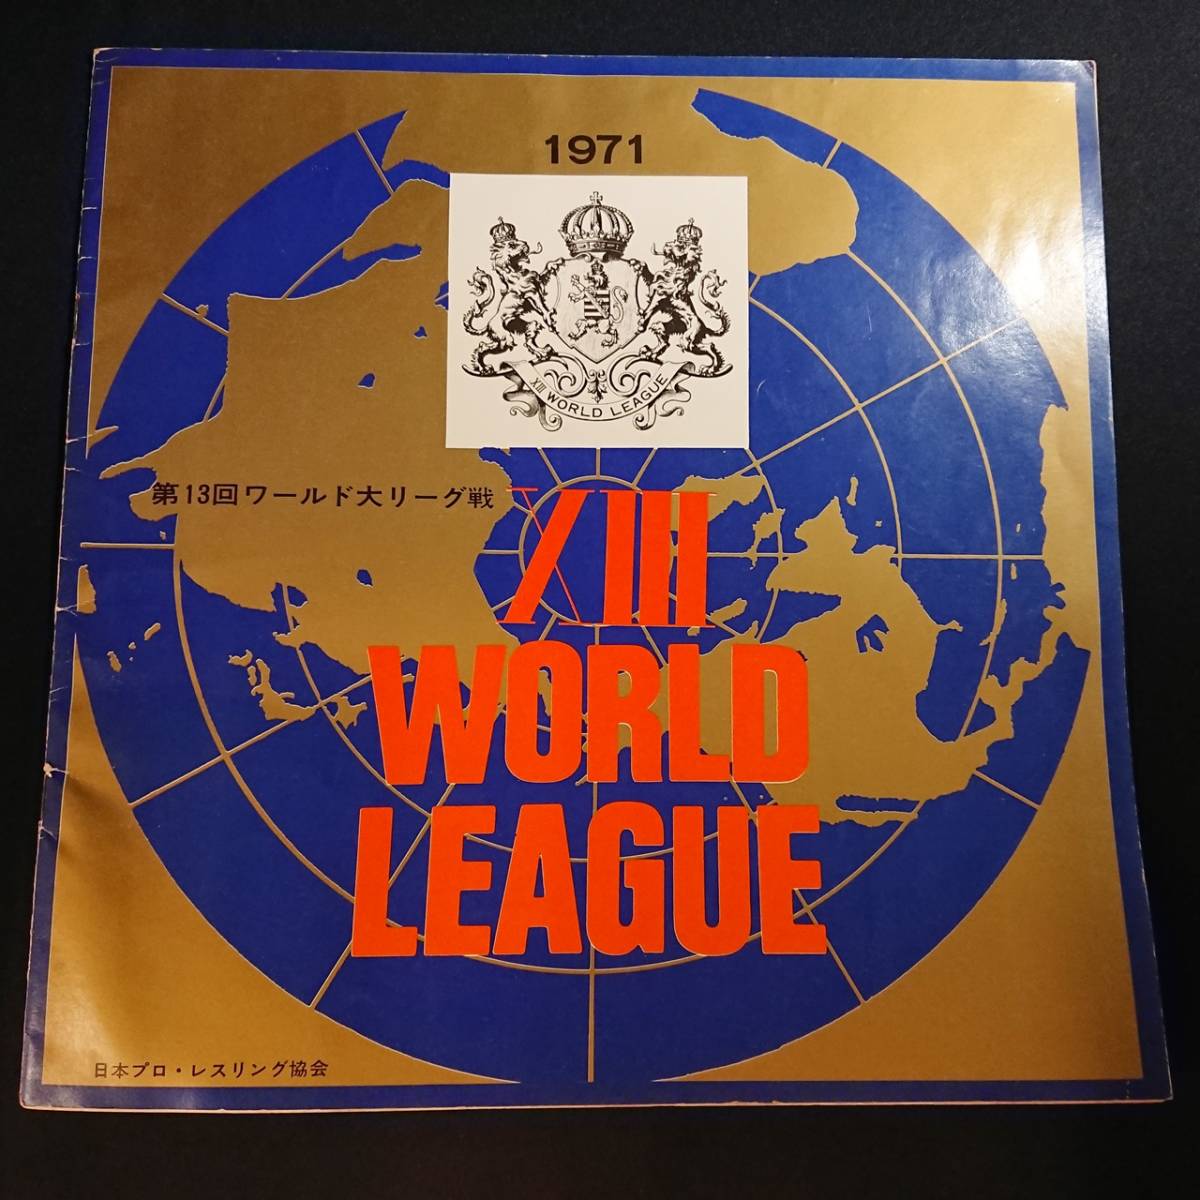 1971
XIII WORLD LEAGUE
第13回ワールド大リーグ戦
XIII
WORLD
LEAGUE
日本プロ・レスリング協会